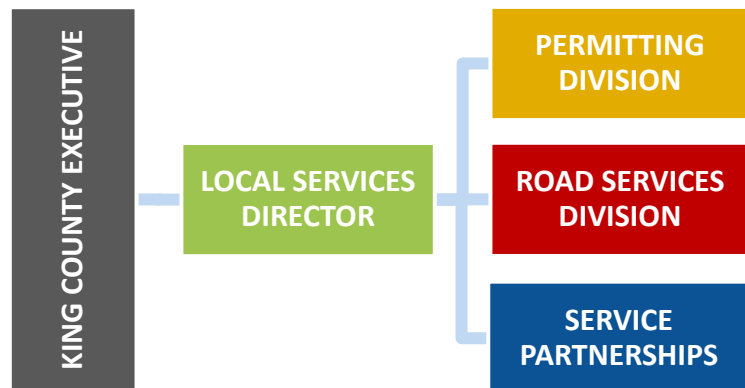 KING COUNTY EXECUTIVE
LOCAL SERVICES
DIRECTOR
PERMITTING
DIVISION
ROAD SERVICES
DIVISION
SERVICE
PARTNERSHIPS